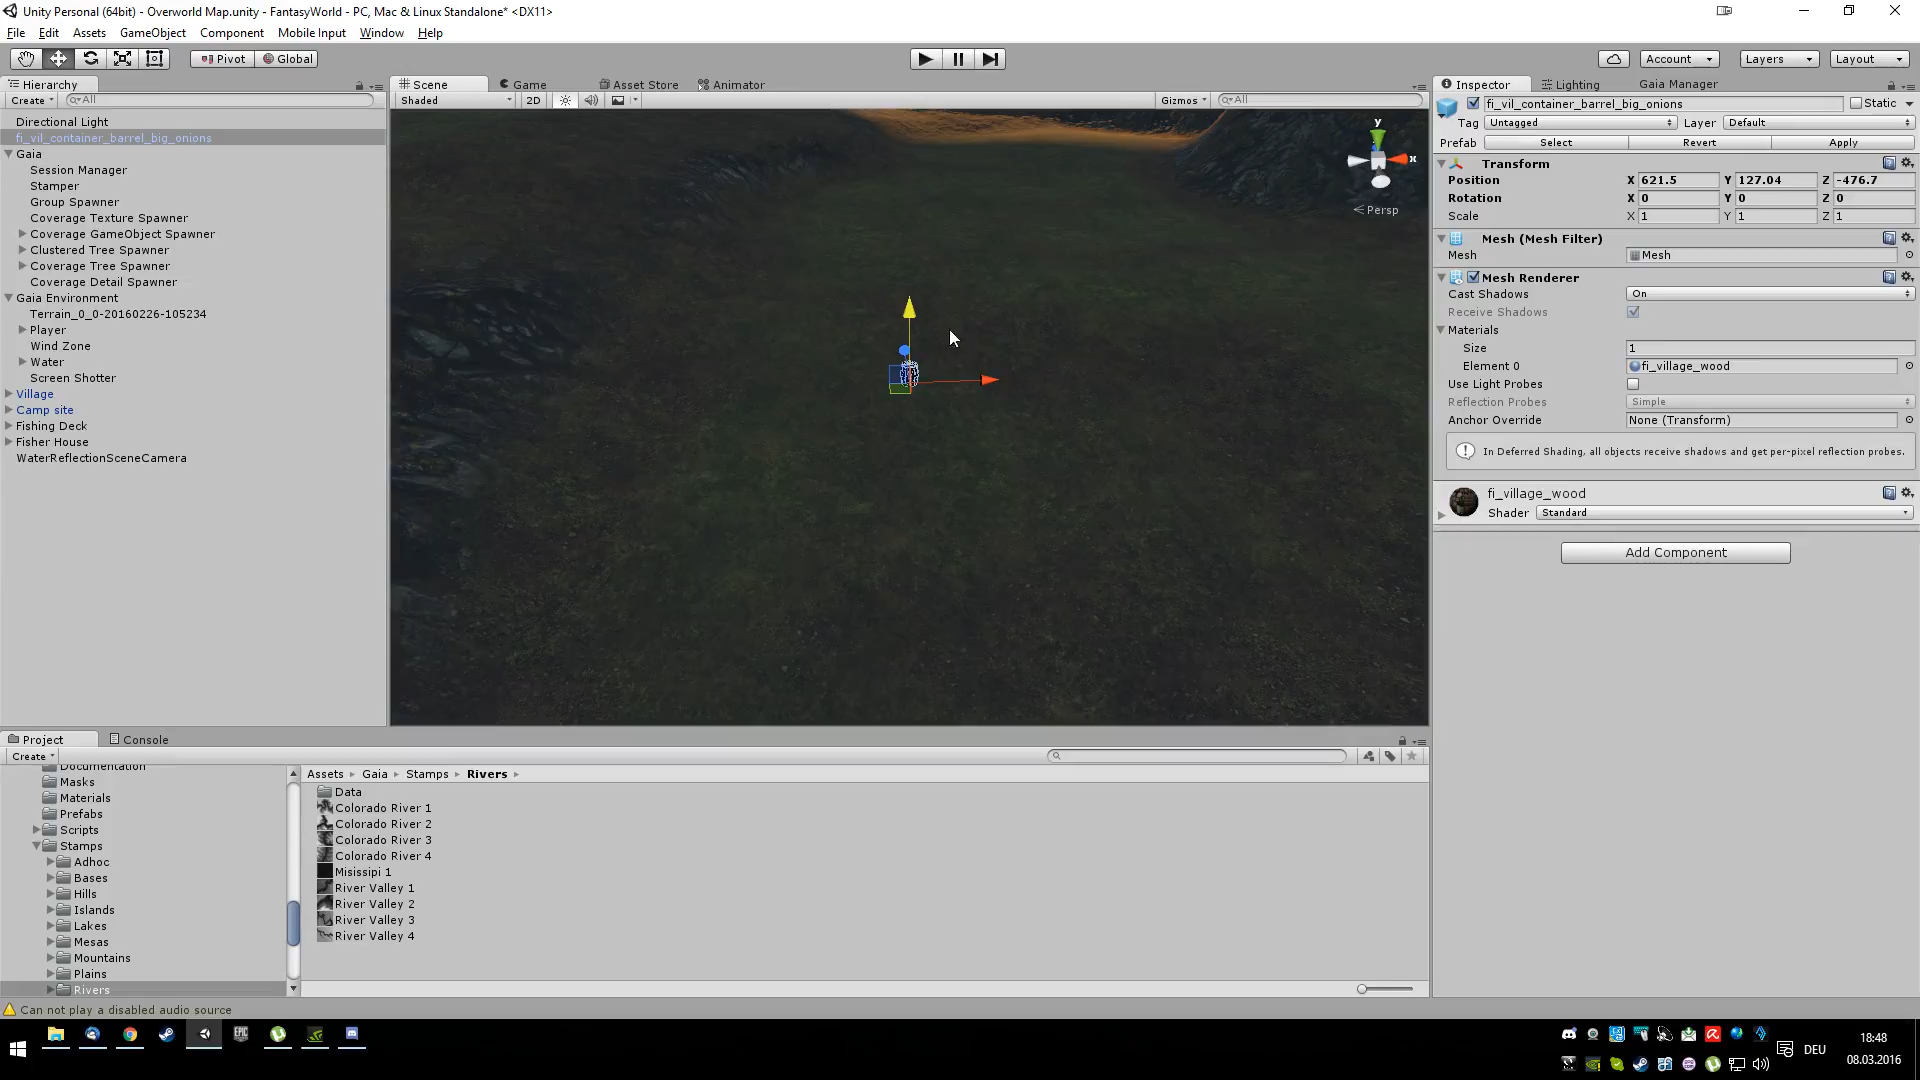 Unity Personal (64bit) - Overworld Map.unity - FantasyWorld - PC, Mac & Linux Standalone* <DX11>
File Edit Assets GameObject Component Mobile Input Window Help
Pivot Global Account Layers Layout
Hierarchy
Create All
Directional Light
fi_vil_container_barrel_big_onions
Gaia
Session Manager
Stamper
Group Spawner
Coverage Texture Spawner
Coverage GameObject Spawner
Clustered Tree Spawner
Coverage Tree Spawner
Coverage Detail Spawner
Gaia Environment
Terrain_0_0-20160226-105234
Player
Wind Zone
Water
Screen Shotter
Village
Camp site
Fishing Deck
Fisher House
WaterReflectionSceneCamera
Scene Game Asset Store Animator
Shaded 2D Gizmos All
y
x
Persp
Inspector Lighting Gaia Manager
fi_vil_container_barrel_big_onions Static
Tag Untagged Layer Default
Prefab Select Revert Apply
Transform
Position X 621.5 Y 127.04 Z -476.7
Rotation X 0 Y 0 Z 0
Scale X 1 Y 1 Z 1
Mesh (Mesh Filter)
Mesh Mesh
Mesh Renderer
Cast Shadows On
Receive Shadows
Materials
Size 1
Element 0 fi_village_wood
Use Light Probes
Reflection Probes Simple
Anchor Override None (Transform)
In Deferred Shading, all objects receive shadows and get per-pixel reflection probes.
fi_village_wood
Shader Standard
Add Component
Project Console
Create
Documentation
Masks
Materials
Prefabs
Scripts
Stamps
Adhoc
Bases
Hills
Islands
Lakes
Mesas
Mountains
Plains
Rivers
Assets Gaia Stamps Rivers
Data
Colorado River 1
Colorado River 2
Colorado River 3
Colorado River 4
Misissipi 1
River Valley 1
River Valley 2
River Valley 3
River Valley 4
Can not play a disabled audio source
EPIC
DEU
18:48
08.03.2016